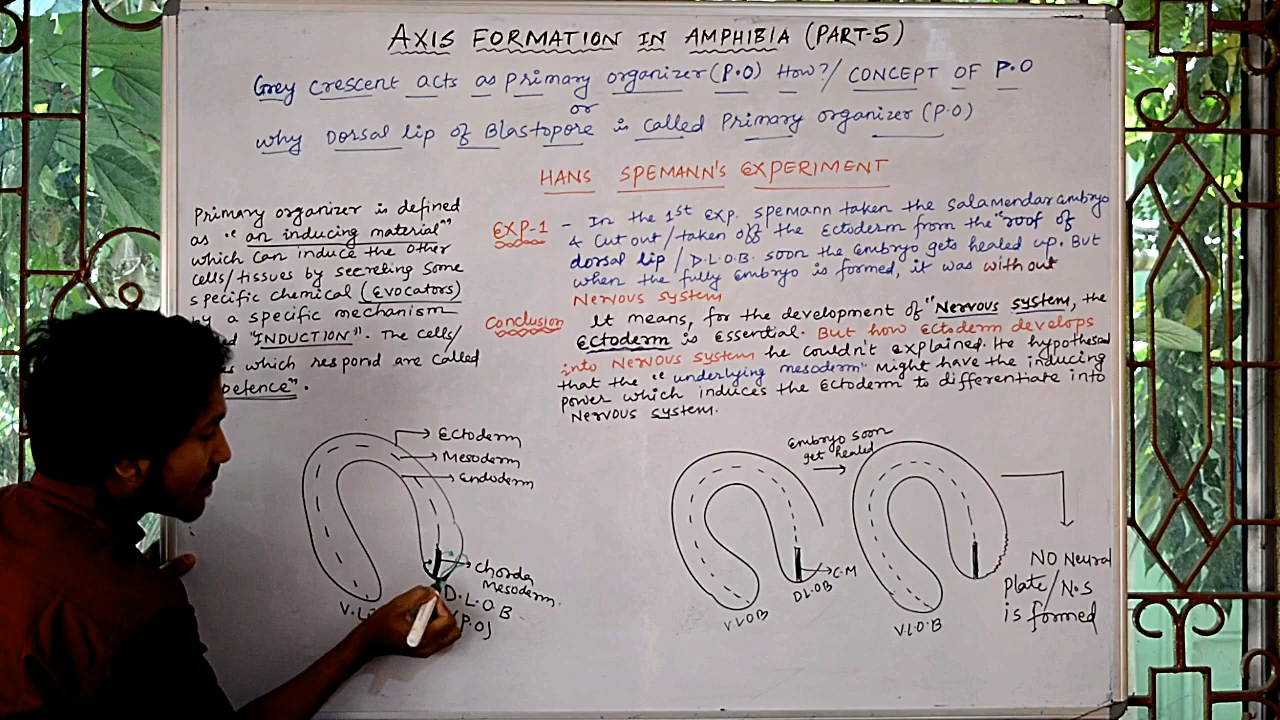 AXIS FORMATION IN AMPHIBIA (PART-5)
Grey crescent acts as primary organizer (P.O) How?/ CONCEPT OF P.O
or
why Dorsal lip of Blastopore is called Primary organizer (P.O)
HANS SPEMANN'S EXPERIMENT
Primary organizer is defined
as "an inducing material"
which can induce the other
cells/tissues by secreting some
specific chemical (EVOCATORS)
by a specific mechanism
"INDUCTION". The cells/
which respond are called
EXP-1 - In the 1st exp. spemann taken the salamendar embryo
& cut out/taken off the Ectoderm from the "roof of
dorsal lip / D.L.O.B. soon the embryo gets healed up. But
when the fully embryo is formed, it was without
Nervous system
Conclusion It means, for the development of "Nervous system, the
Ectoderm is essential. But how Ectoderm develops
into Nervous system he couldn't explained. He hypothesed
that the "underlying mesoderm" might have the inducing
power which induces the Ectoderm to differentiate into
Nervous system.
Ectoderm
Mesoderm
Endoderm
chorda
Mesoderm.
D.L.O.B
(P.O)
Embryo soon
get healed
C.M
DLOB
V.LOB
V.L.O.B
NO Neural
Plate/N.S
is formed